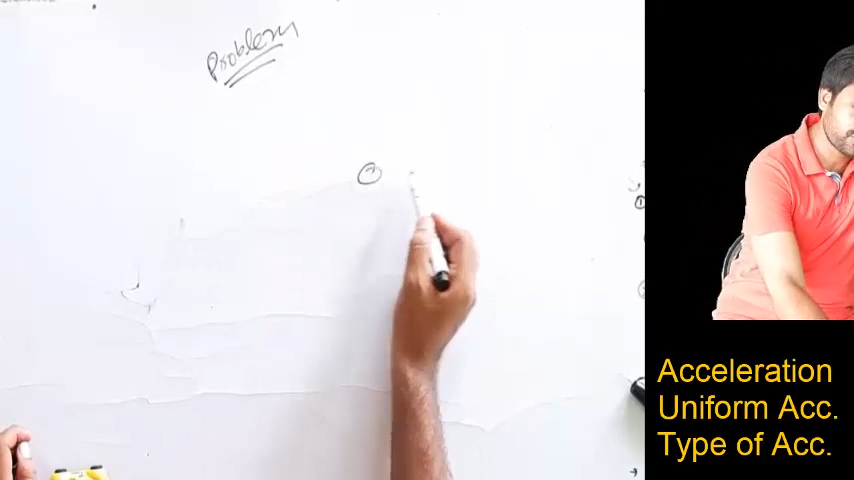 Problem
Acceleration
Uniform Acc.
Type of Acc.